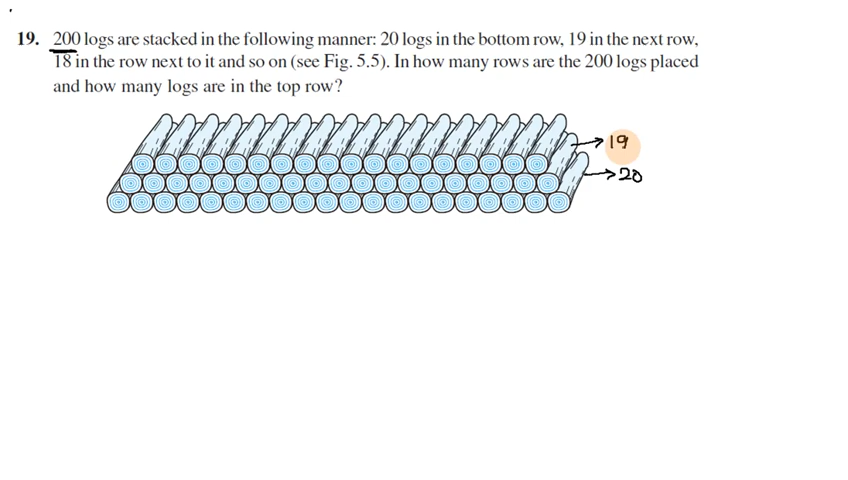 19. 200 logs are stacked in the following manner: 20 logs in the bottom row, 19 in the next row,
18 in the row next to it and so on (see Fig. 5.5). In how many rows are the 200 logs placed
and how many logs are in the top row?
19
20